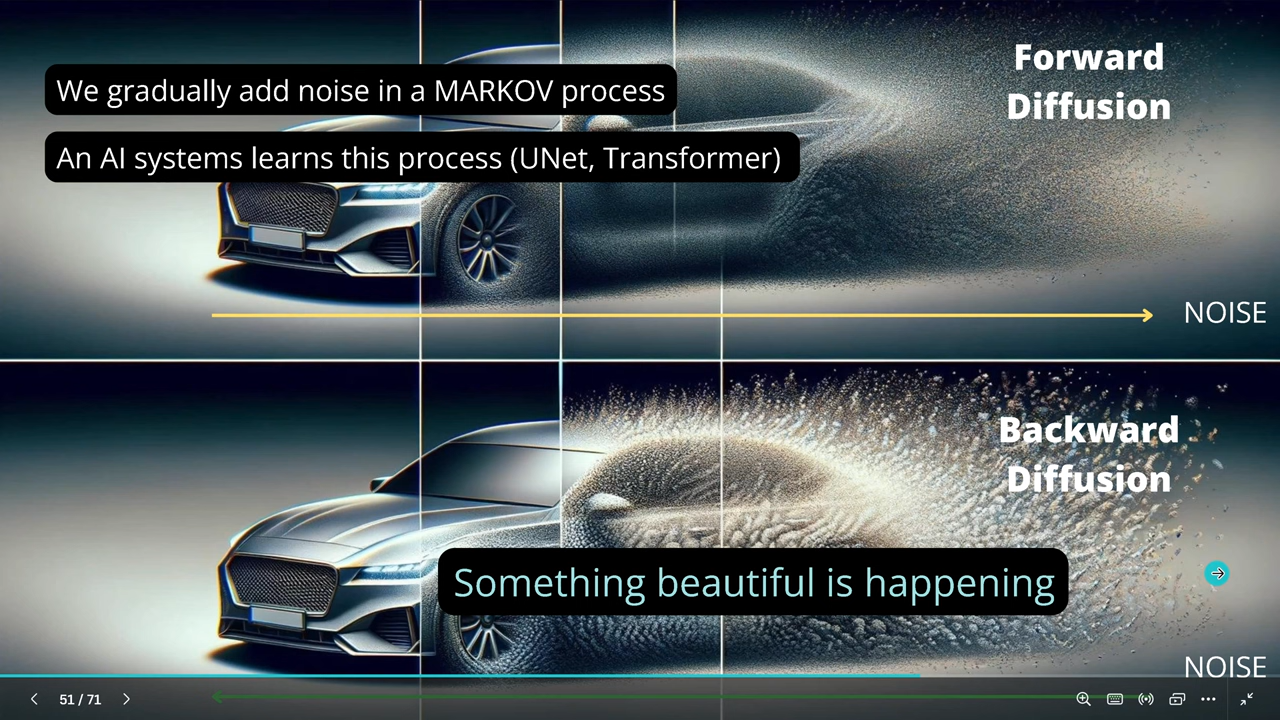 Forward
Diffusion
We gradually add noise in a MARKOV process
An AI systems learns this process (UNet, Transformer)
NOISE
Backward
Diffusion
Something beautiful is happening
NOISE
51 / 71